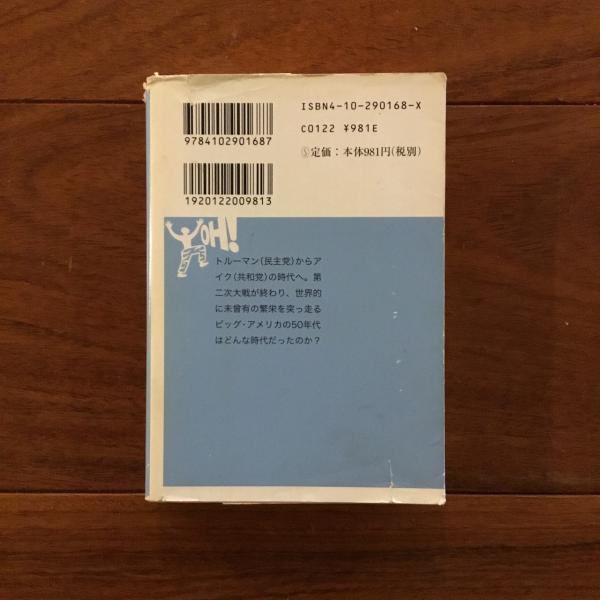 ISBN4-10-290168-X
C0122 ¥981E
9784102901687
Ⓢ定価：本体981円(税別)
1920122009813
OH!
トルーマン(民主党)からア
イク(共和党)の時代へ。第
二次大戦が終わり、世界的
に未曾有の繁栄を突っ走る
ビッグ・アメリカの50年代
はどんな時代だったのか？